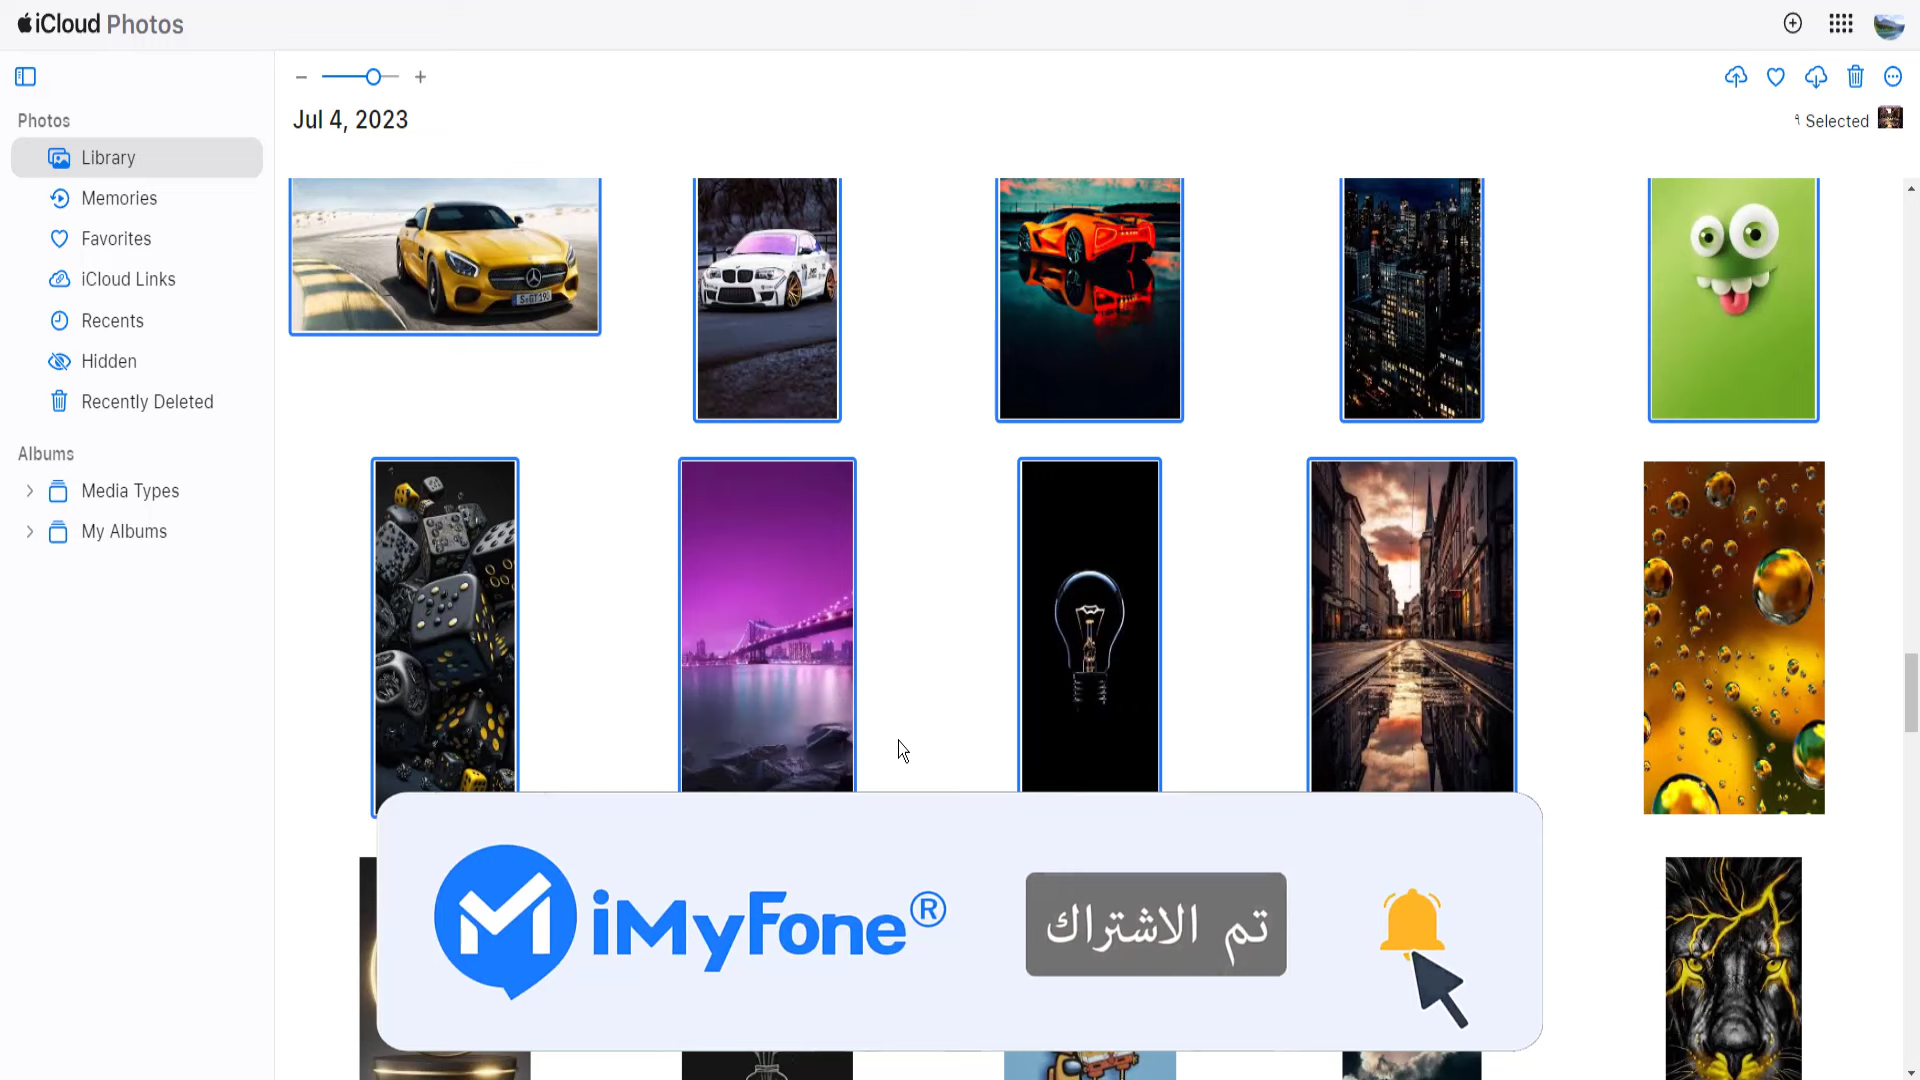 iCloud Photos
Jul 4, 2023
٩ Selected
Photos
Library
Memories
Favorites
iCloud Links
Recents
Hidden
Recently Deleted
Albums
Media Types
My Albums
iMyFone®
تم الاشتراك